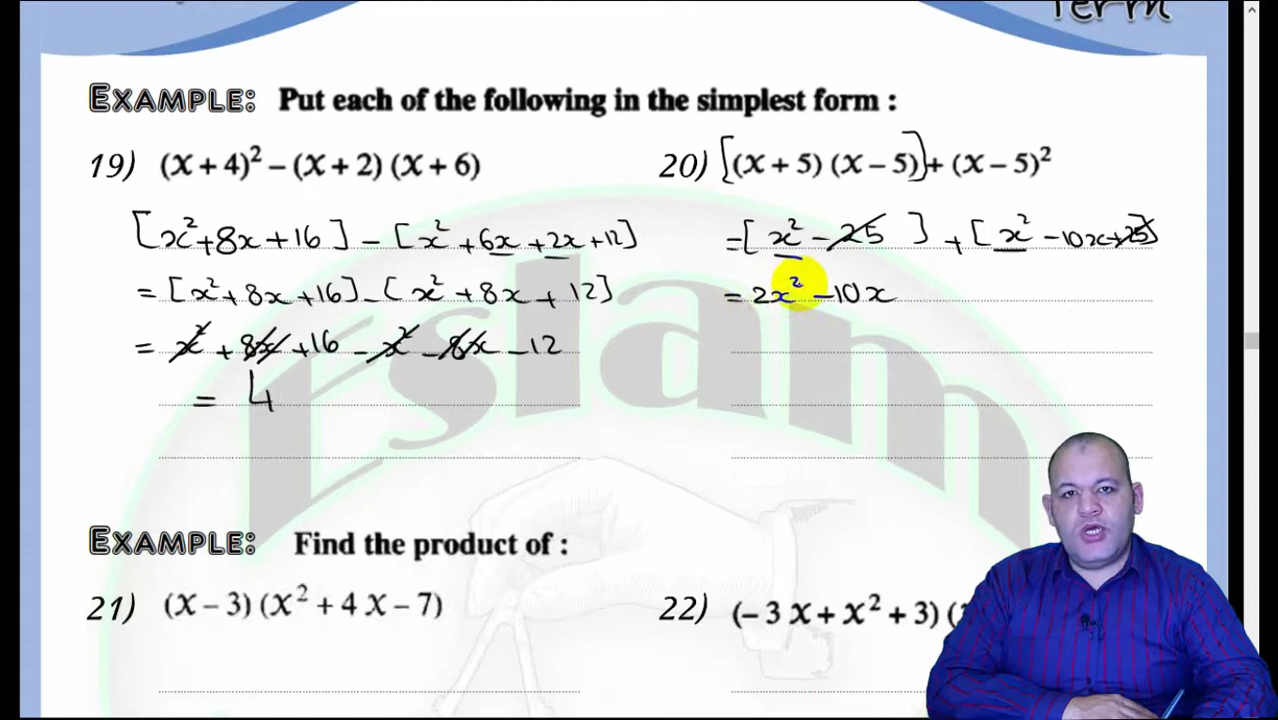 Term
EXAMPLE: Put each of the following in the simplest form :
19) (X + 4)² – (X + 2) (X + 6)
[x²+8x+16] – [x²+6x+2x+12]
= [x²+8x+16] – [x²+8x+12]
= x²+8x+16 – x² – 8x – 12
= 4
20) [(X + 5) (X – 5)] + (X – 5)²
= [x² – 25] + [x² – 10x+25]
= 2x² – 10x
Eslam
EXAMPLE: Find the product of :
21) (X – 3) (X² + 4 X – 7)
22) (– 3 X + X² + 3) (